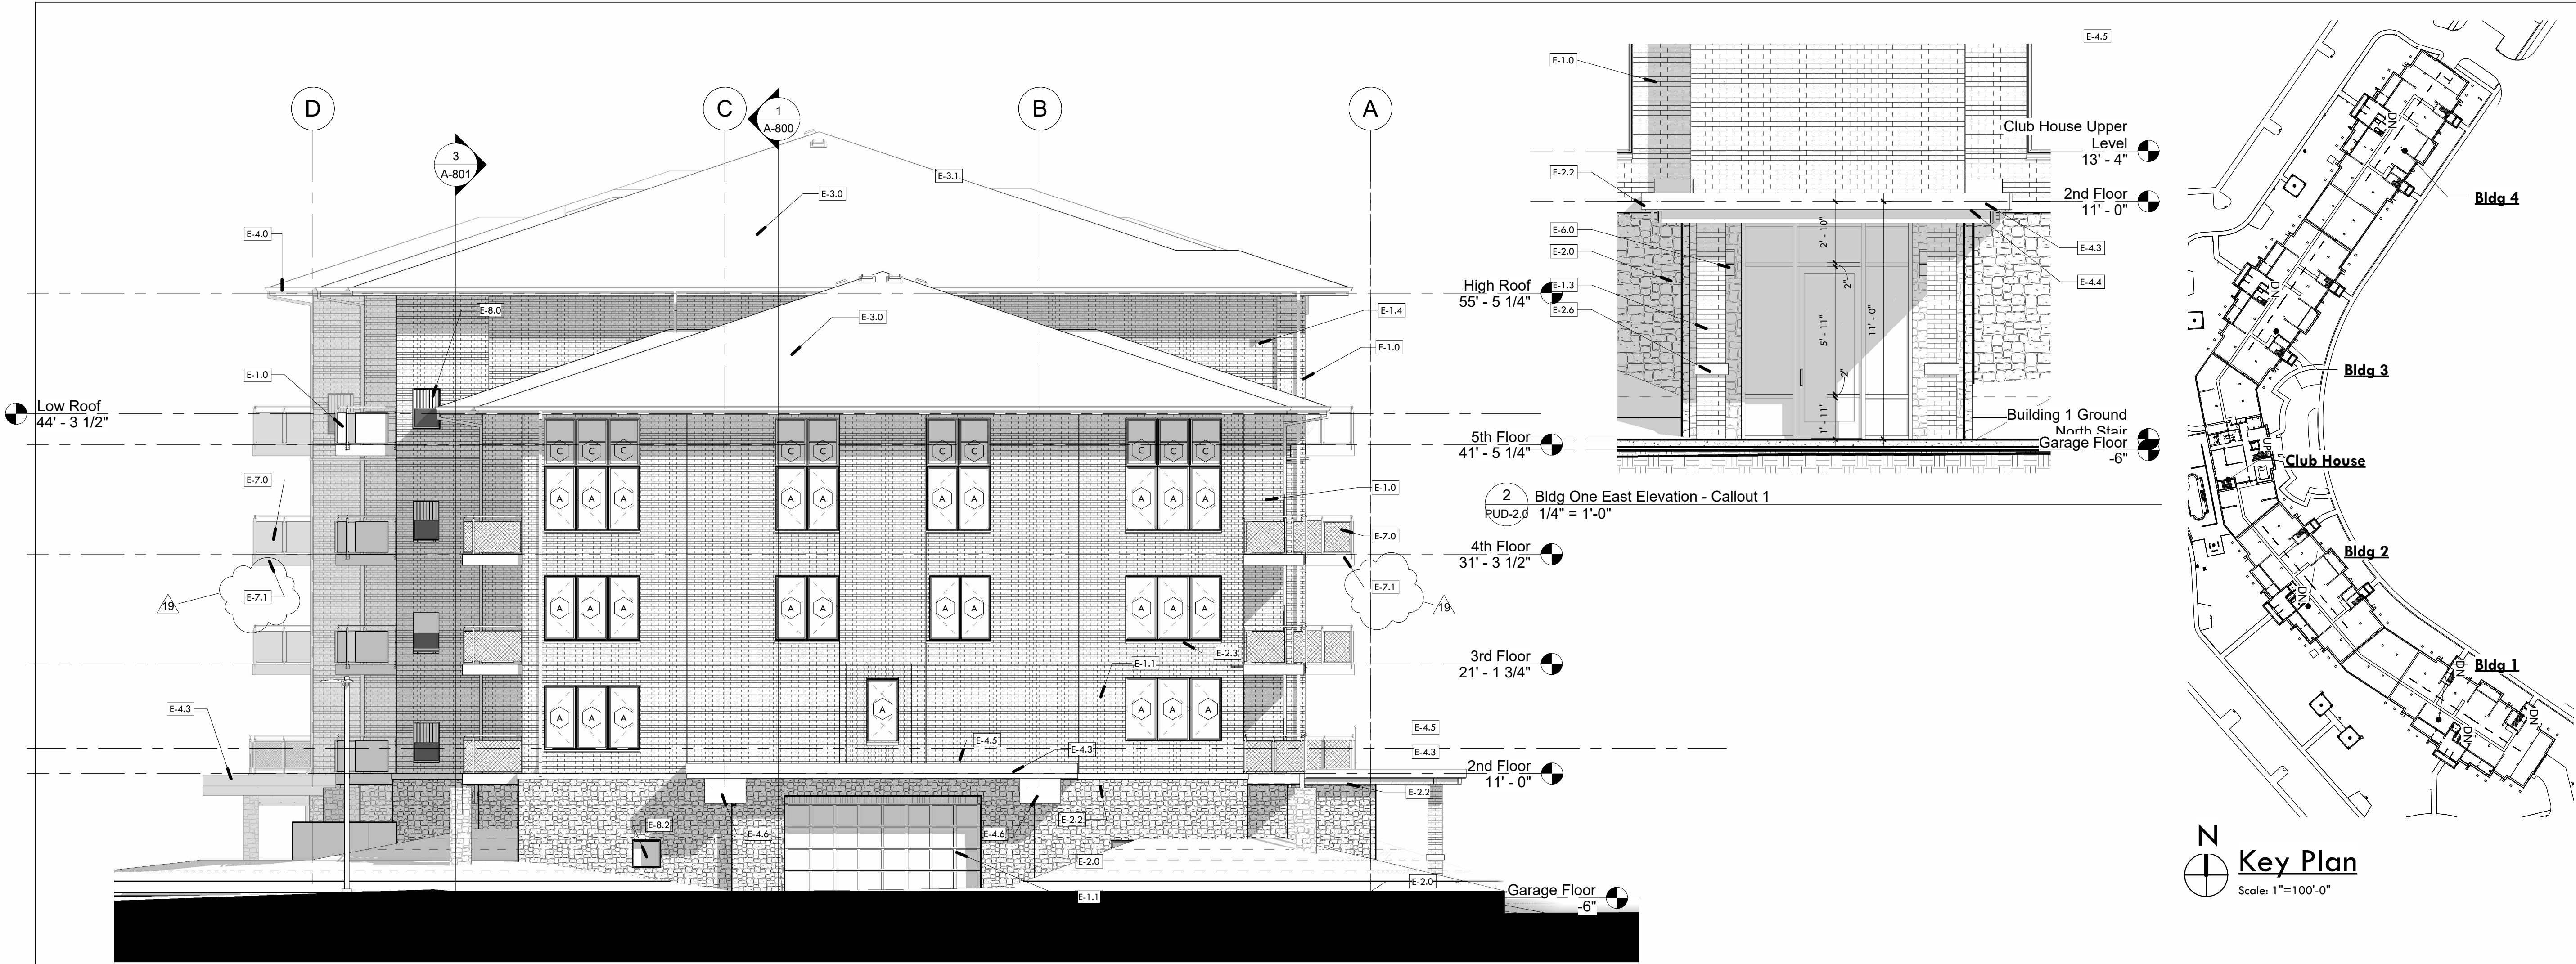 D
C
B
A
1
A-800
3
A-801
E-3.1
E-3.0
E-4.0
E-8.0
E-3.0
E-1.4
E-1.0
E-1.0
Low Roof
44' - 3 1/2"
High Roof
55' - 5 1/4"
C C C C C C C C C C
A A A A A A A A A A
5th Floor
41' - 5 1/4"
E-7.0
E-1.0
E-7.0
4th Floor
31' - 3 1/2"
E-7.1
E-7.1
19
19
A A A A A A A A A A
E-2.3
E-1.1
3rd Floor
21' - 1 3/4"
A A A A A A A
E-4.3
E-4.5
E-4.3
E-4.5
E-4.3
2nd Floor
11' - 0"
E-2.2
E-8.2
E-4.6
E-4.6
E-2.2
E-2.0
E-2.0
E-1.1
Garage Floor
-6"
E-4.5
E-1.0
Club House Upper
Level
13' - 4"
E-2.2
2nd Floor
11' - 0"
E-6.0
E-2.0
E-1.3
E-2.6
E-4.3
E-4.4
2' - 10"
2"
5' - 11"
11' - 0"
2"
1' - 11"
Building 1 Ground
North Stair
Garage Floor
-6"
2
PUD-2.0
Bldg One East Elevation - Callout 1
1/4" = 1'-0"
DN
Bldg 4
DN
Bldg 3
UP
Club House
Bldg 2
DN
Bldg 1
DN
DN
DN
N
Key Plan
Scale: 1"=100'-0"